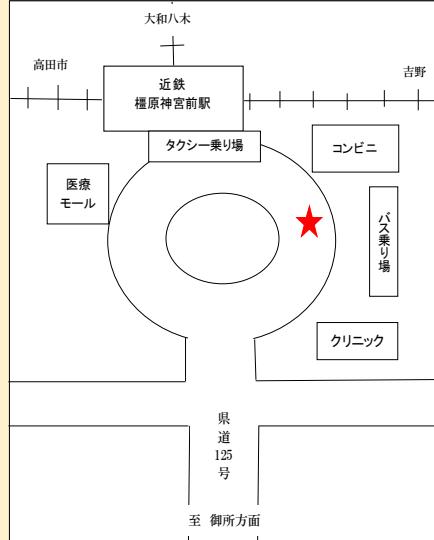 大和八木
高田市
吉野
近鉄
橿原神宮前駅
タクシー乗り場
コンビニ
医療
モール
バス乗り場
クリニック
県
道
125
号
至 御所方面